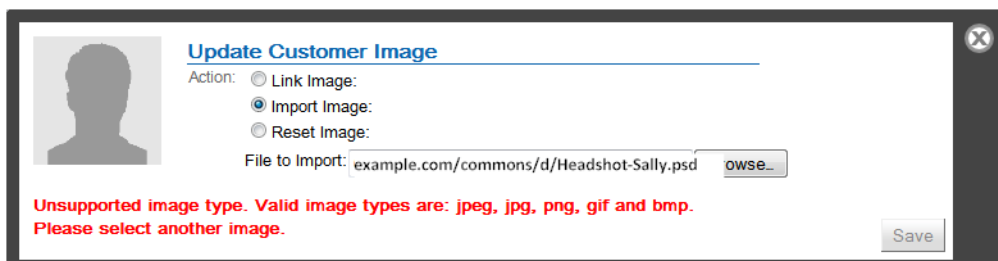 Update Customer Image
Action: Link Image:
Import Image:
Reset Image:
File to Import: example.com/commons/d/Headshot-Sally.psd owse...
Unsupported image type. Valid image types are: jpeg, jpg, png, gif and bmp.
Please select another image.
Save